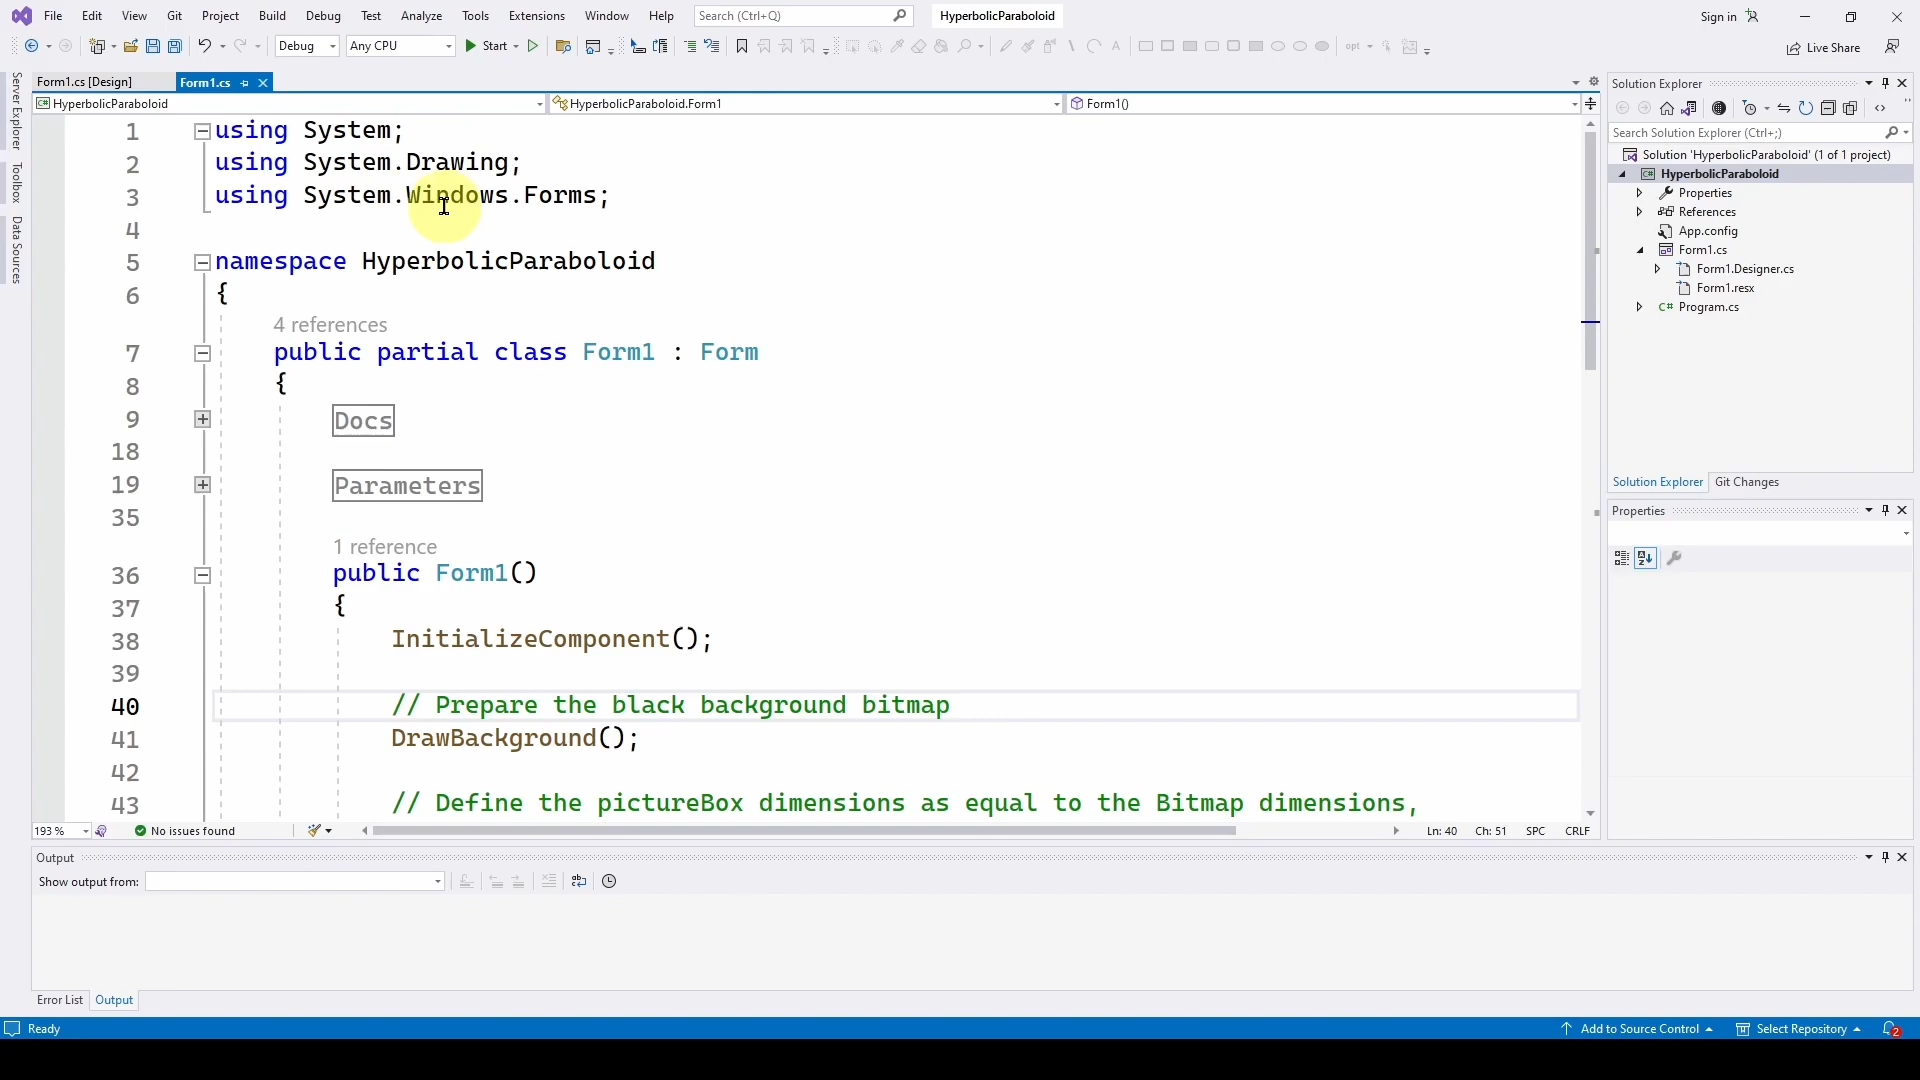 File Edit View Git Project Build Debug Test Analyze Tools Extensions Window Help Search (Ctrl+Q) HyperbolicParaboloid Sign in
Debug Any CPU Start opt Live Share
Form1.cs [Design] Form1.cs
HyperbolicParaboloid HyperbolicParaboloid.Form1 Form1()
Server Explorer
Toolbox
Data Sources
1 using System;
2 using System.Drawing;
3 using System.Windows.Forms;
4
5 namespace HyperbolicParaboloid
6 {
4 references
7 public partial class Form1 : Form
8 {
9 Docs
18
19 Parameters
35
1 reference
36 public Form1()
37 {
38 InitializeComponent();
39
40 // Prepare the black background bitmap
41 DrawBackground();
42
43 // Define the pictureBox dimensions as equal to the Bitmap dimensions,
193 % No issues found Ln: 40 Ch: 51 SPC CRLF
Solution Explorer
Search Solution Explorer (Ctrl+;)
Solution 'HyperbolicParaboloid' (1 of 1 project)
C# HyperbolicParaboloid
Properties
References
App.config
Form1.cs
Form1.Designer.cs
Form1.resx
C# Program.cs
Solution Explorer Git Changes
Properties
Output
Show output from:
Error List Output
Ready Add to Source Control Select Repository 2